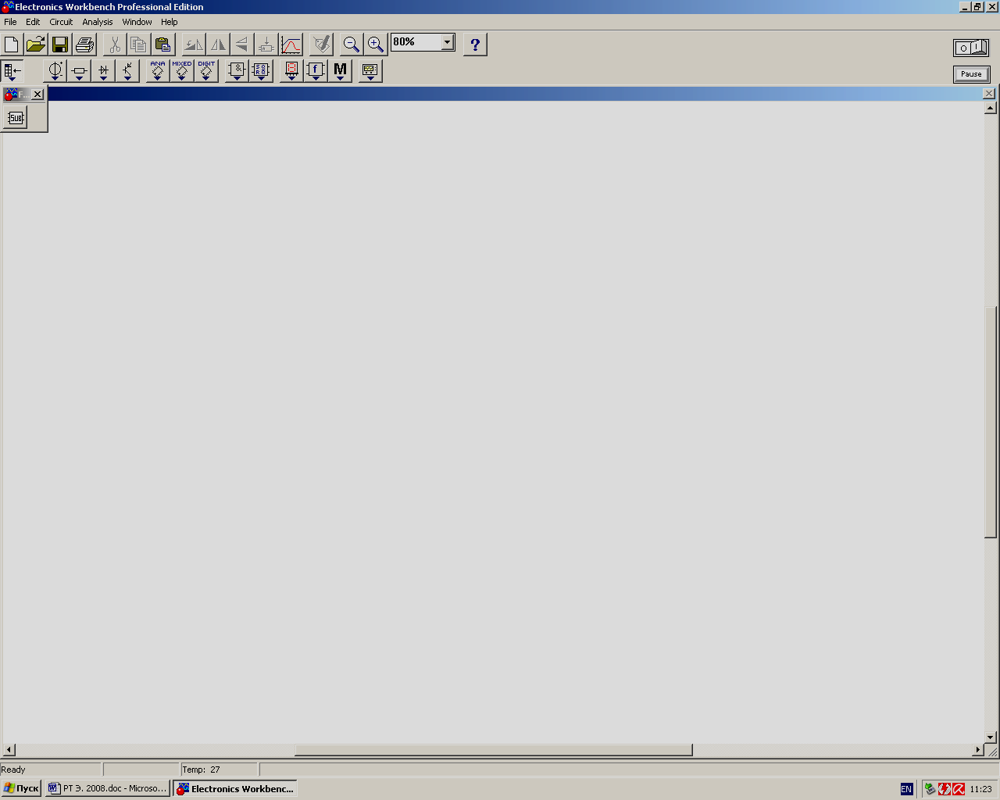 Electronics Workbench Professional Edition
File Edit Circuit Analysis Window Help
80%
?
O I
ANA MIXED DIGIT
&
f M
Pause
F...
SUB
Ready
Temp: 27
Пуск
РТ Э. 2008.doc - Microso...
Electronics Workbenc...
EN
11:23